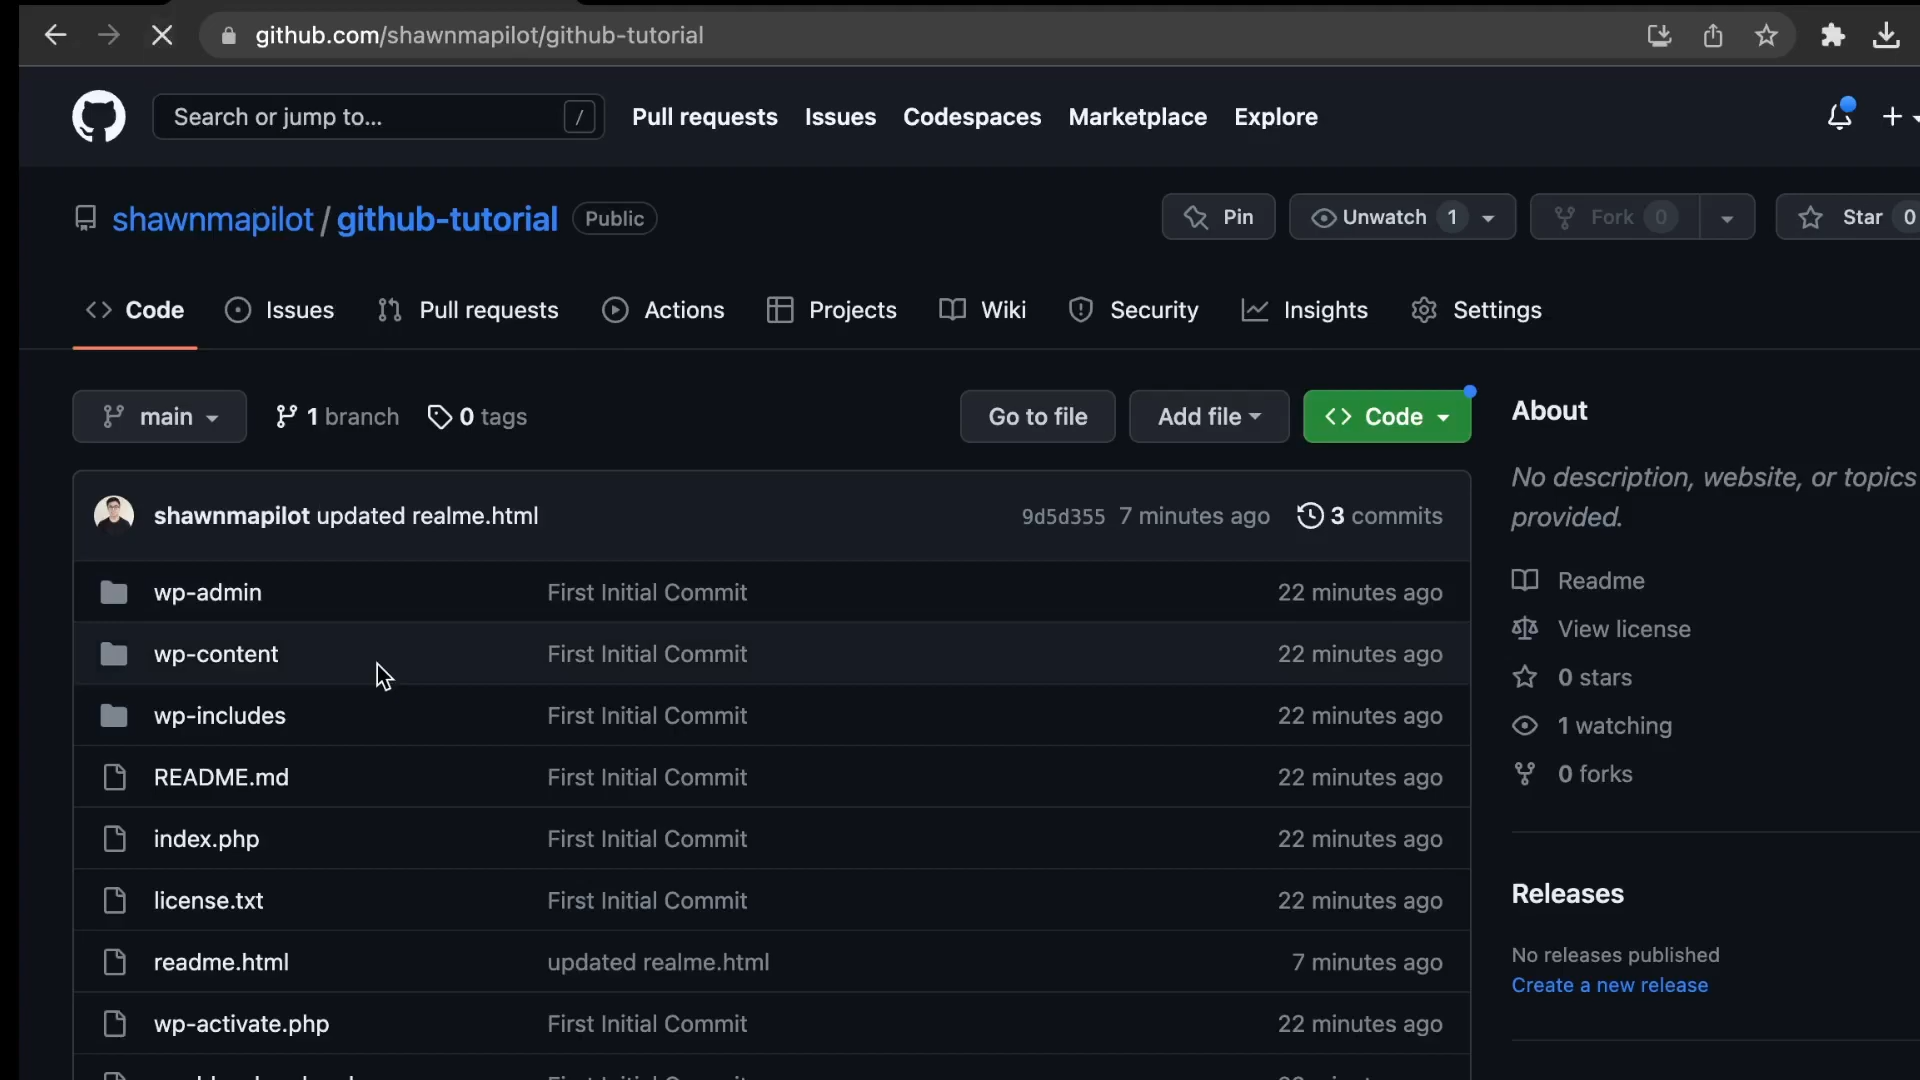 github.com/shawnmapilot/github-tutorial
Search or jump to... / Pull requests Issues Codespaces Marketplace Explore
shawnmapilot / github-tutorial Public Pin Unwatch 1 Fork 0 Star 0
Code Issues Pull requests Actions Projects Wiki Security Insights Settings
main 1 branch 0 tags Go to file Add file Code
shawnmapilot updated realme.html 9d5d355 7 minutes ago 3 commits
wp-admin First Initial Commit 22 minutes ago
wp-content First Initial Commit 22 minutes ago
wp-includes First Initial Commit 22 minutes ago
README.md First Initial Commit 22 minutes ago
index.php First Initial Commit 22 minutes ago
license.txt First Initial Commit 22 minutes ago
readme.html updated realme.html 7 minutes ago
wp-activate.php First Initial Commit 22 minutes ago
About
No description, website, or topics
provided.
Readme
View license
0 stars
1 watching
0 forks
Releases
No releases published
Create a new release